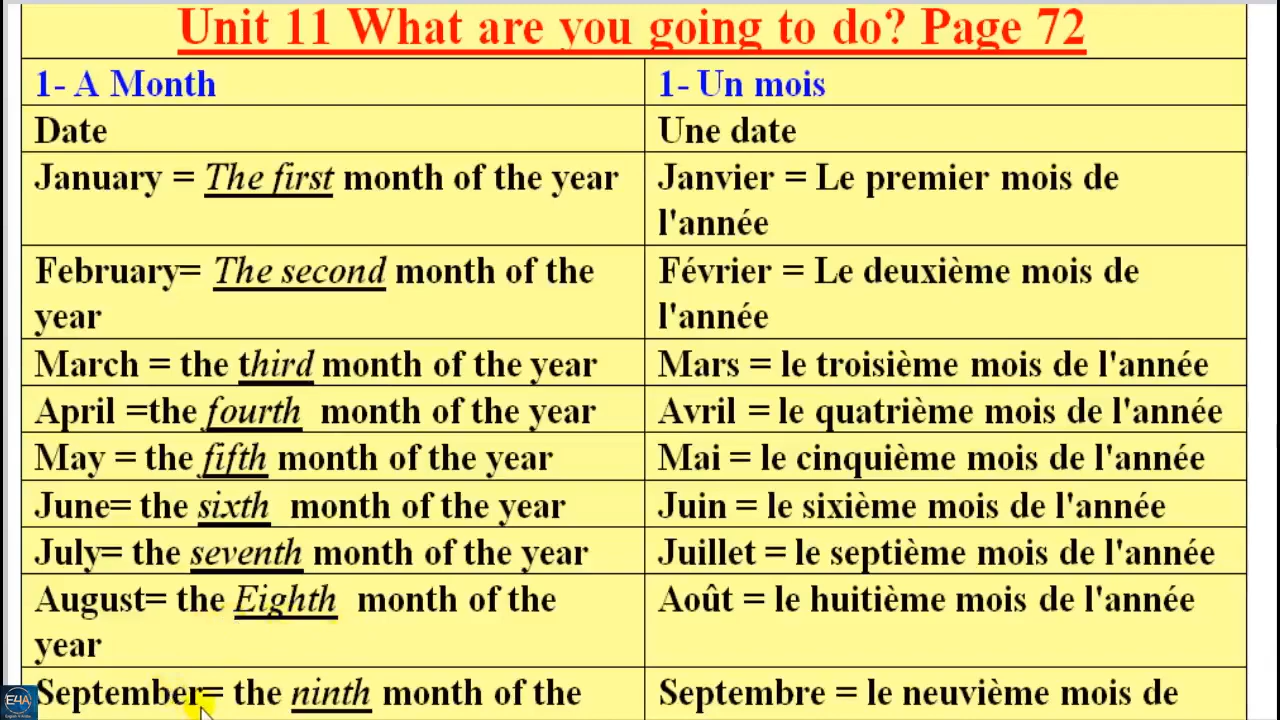 Unit 11 What are you going to do? Page 72
1- A Month
1- Un mois
Date
Une date
January = The first month of the year
Janvier = Le premier mois de
l'année
February= The second month of the
year
Février = Le deuxième mois de
l'année
March = the third month of the year
Mars = le troisième mois de l'année
April =the fourth month of the year
Avril = le quatrième mois de l'année
May = the fifth month of the year
Mai = le cinquième mois de l'année
June= the sixth month of the year
Juin = le sixième mois de l'année
July= the seventh month of the year
Juillet = le septième mois de l'année
August= the Eighth month of the
year
Août = le huitième mois de l'année
September= the ninth month of the
Septembre = le neuvième mois de
E4A